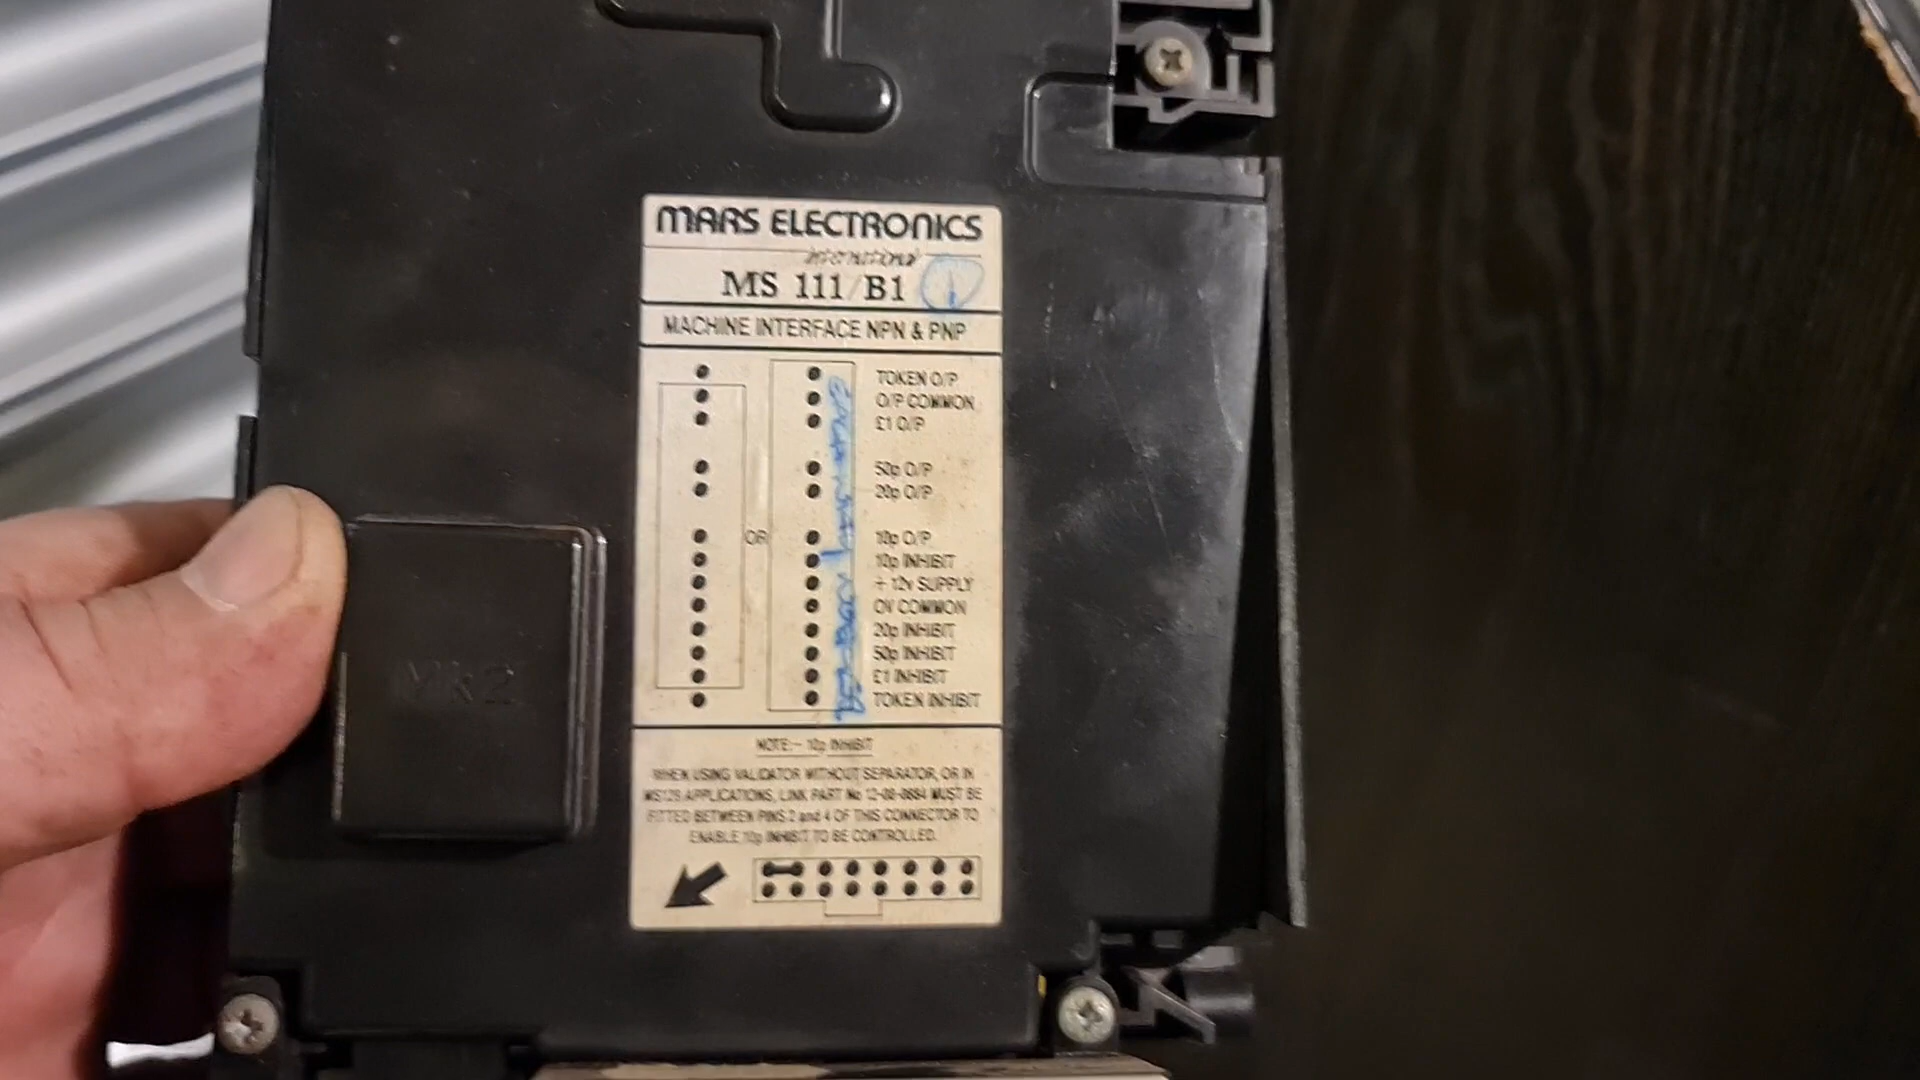 MARS ELECTRONICS
international
MS 111/B1
MACHINE INTERFACE NPN & PNP
TOKEN O/P
O/P COMMON
£1 O/P
50p O/P
20p O/P
OR
10p O/P
10p INHIBIT
+ 12v SUPPLY
OV COMMON
20p INHIBIT
50p INHIBIT
£1 INHIBIT
TOKEN INHIBIT
Mk2
NOTE:- 10p INHIBIT
WHEN USING VALIDATOR WITHOUT SEPARATOR, OR IN
MS125 APPLICATIONS, LINK PART No 12-08-0684 MUST BE
FITTED BETWEEN PINS 2 and 4 OF THIS CONNECTOR TO
ENABLE 10p INHIBIT TO BE CONTROLLED.